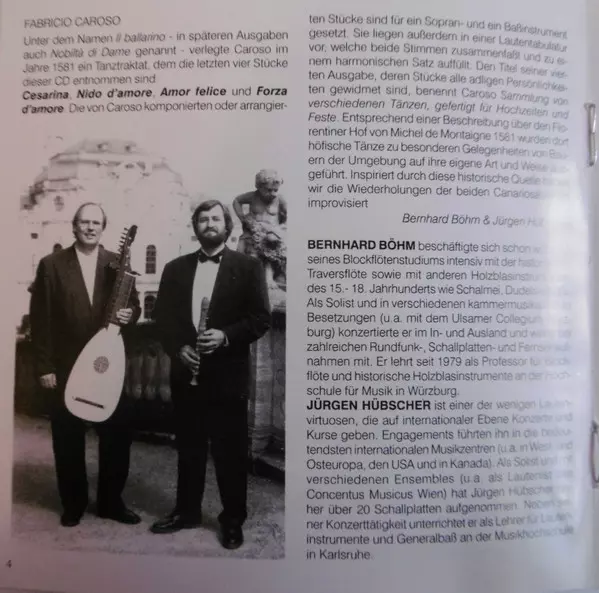 FABRICIO CAROSO
Unter dem Namen il ballarino - in späteren Ausgaben
auch Nobiltà di Dame genannt - verlegte Caroso im
Jahre 1581 ein Tanztraktat, dem die letzten vier Stücke
dieser CD entnommen sind
Cesarina, Nido d'amore, Amor felice und Forza
d'amore. Die von Caroso komponierten oder arrangier-
4
ten Stücke sind für ein Sopran- und ein Baßinstrument
gesetzt. Sie liegen außerdem in einer Lautentabulatur
vor, welche beide Stimmen zusammenfaßt und zu ei-
nem harmonischen Satz auffüllt. Den Titel seiner vier-
ten Ausgabe, deren Stücke alle adligen Persönlichkei-
ten gewidmet sind, benennt Caroso Sammlung von
verschiedenen Tänzen, gefertigt für Hochzeiten und
Feste. Entsprechend einer Beschreibung über den Flo-
rentiner Hof von Michel de Montaigne 1581 wurden dort
höfische Tänze zu besonderen Gelegenheiten von Bau-
ern der Umgebung auf ihre eigene Art und Weise
geführt. Inspiriert durch diese historische Quelle
wir die Wiederholungen der beiden
improvisiert
Bernhard Böhm & Jürgen
BERNHARD BÖHM beschäftigte sich schon
seines Blockflötenstudiums intensiv mit der
Traversflöte sowie mit anderen
des 15.- 18. Jahrhunderts wie Schalmei,
Als Solist und in verschiedenen
Besetzungen (u.a. mit dem Ulsamer Collegium
burg) konzertierte er im In- und Ausland und
zahlreichen Rundfunk-, Schallplatten- und
nahmen mit. Er lehrt seit 1979 als Professor für
flöte und historische Holzblasinstrumente an der
schule für Musik in Würzburg.
JÜRGEN HÜBSCHER ist einer der wenigen
virtuosen, die auf internationaler Ebene Konzerte und
Kurse geben. Engagements führten ihn in die
tendsten internationalen Musikzentren (u.a. in West- und
Osteuropa, den USA und in Kanada). Als Solist und
verschiedenen Ensembles (u.a. als Lautenist
Concentus Musicus Wien) hat Jürgen Hübscher
über 20 Schallplatten aufgenommen. Neben
ner Konzerttätigkeit unterrichtet er als Lehrer für
instrumente und Generalbaß an der Musikhochschule
in Karlsruhe.